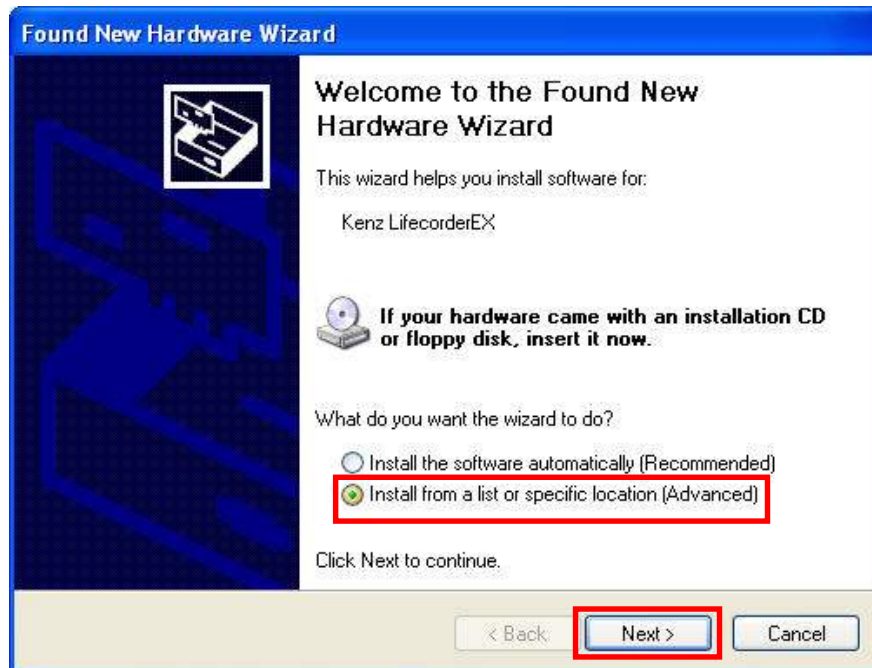 Found New Hardware Wizard
Welcome to the Found New
Hardware Wizard
This wizard helps you install software for:
Kenz LifecorderEX
If your hardware came with an installation CD
or floppy disk, insert it now.
What do you want the wizard to do?
Install the software automatically (Recommended)
Install from a list or specific location (Advanced)
Click Next to continue.
< Back Next > Cancel